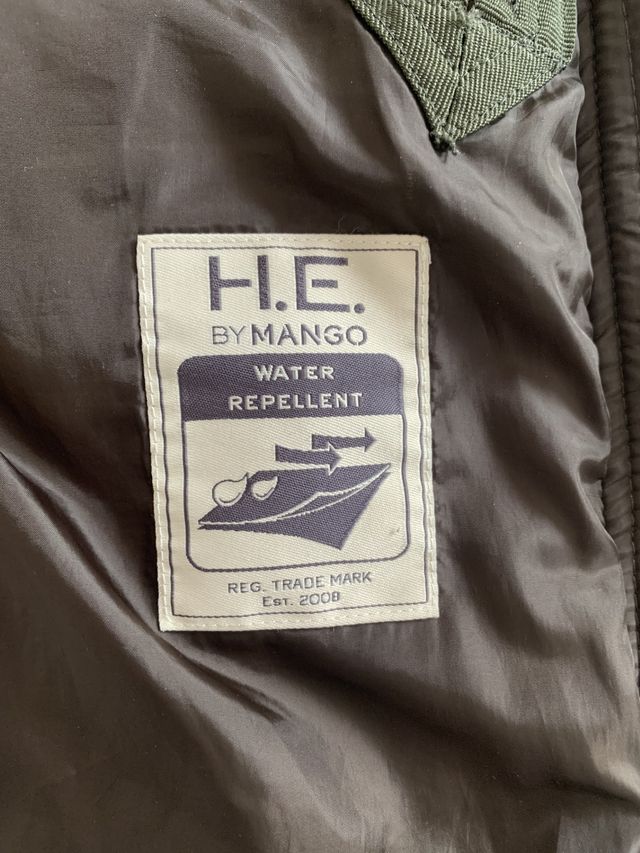 H.E.
BY MANGO
WATER
REPELLENT
REG. TRADE MARK
EST. 2008